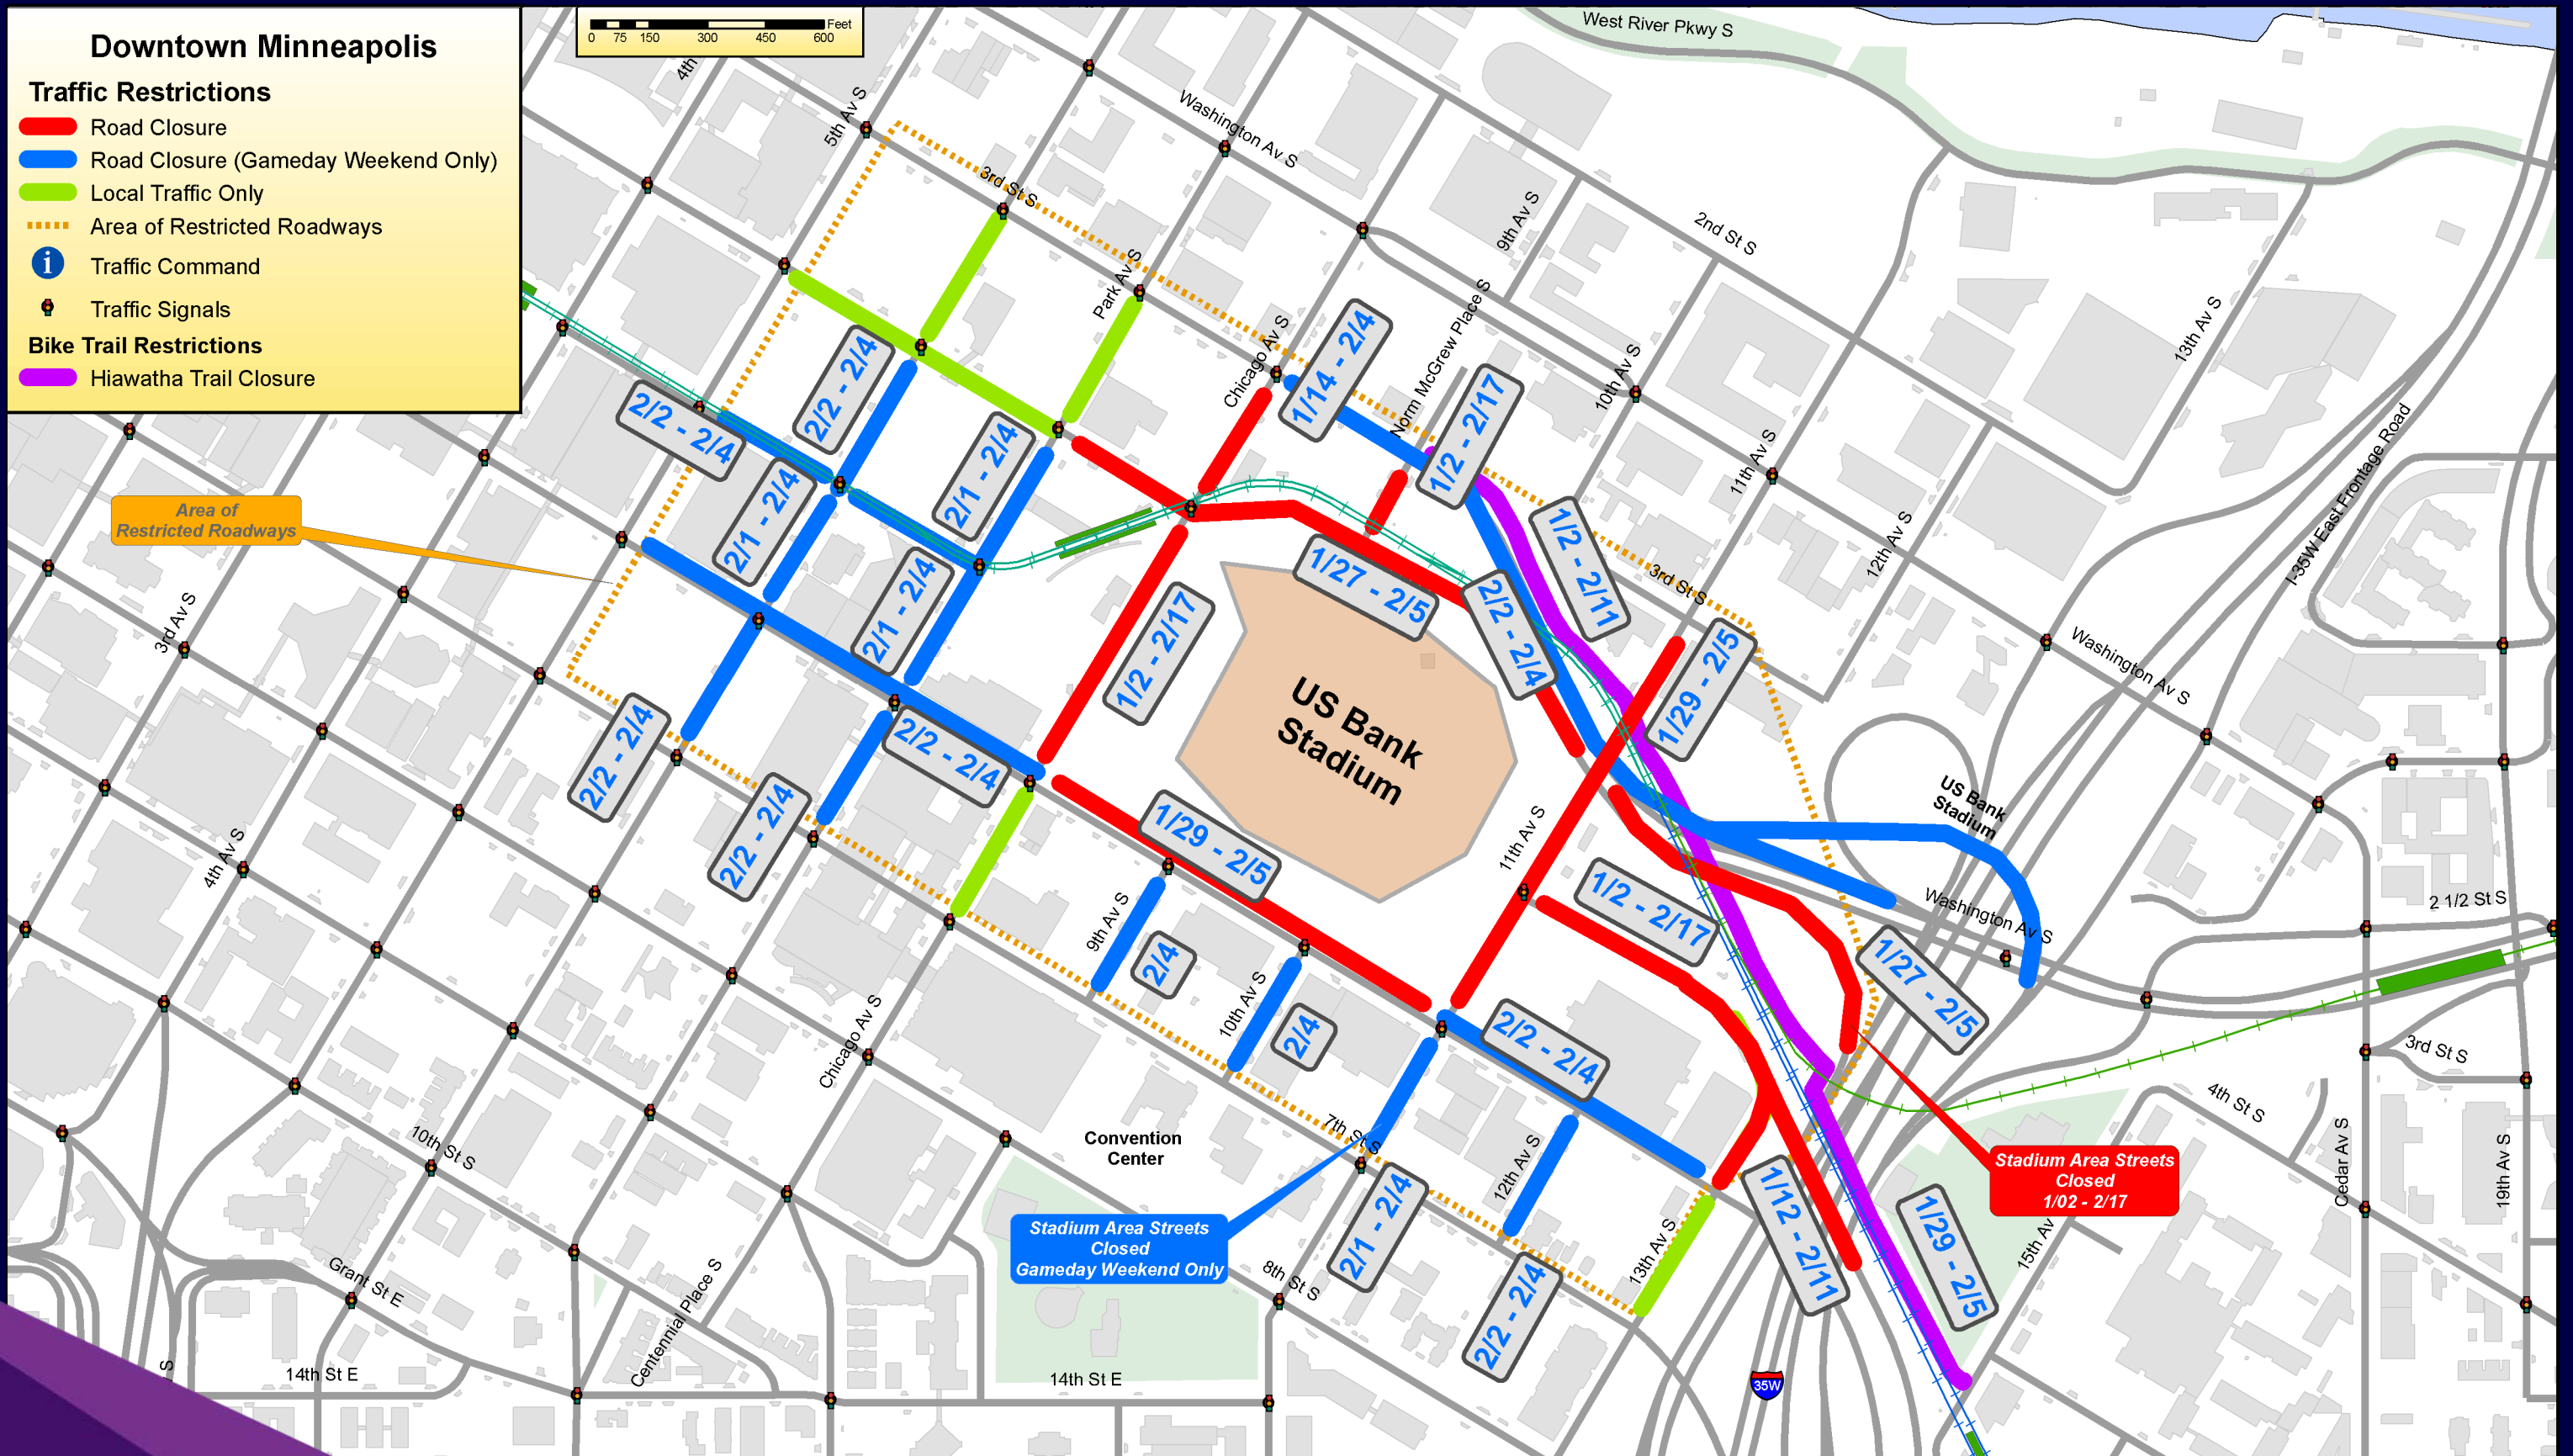 Downtown Minneapolis
Traffic Restrictions
Road Closure
Road Closure (Gameday Weekend Only)
Local Traffic Only
Area of Restricted Roadways
i
Traffic Command
Traffic Signals
Bike Trail Restrictions
Hiawatha Trail Closure
Feet
0 75 150 300 450 600
West River Pkwy S
4th
5th Av S
Washington Av S
3rd St S
2nd St S
9th Av S
Park Av S
Chicago Av S
Norm McGrew Place S
10th Av S
11th Av S
12th Av S
13th Av S
I-35W East Frontage Road
1/14 - 2/4
1/2 - 2/17
2/2 - 2/4
2/2 - 2/4
2/1 - 2/4
2/1 - 2/4
2/1 - 2/4
1/2 - 2/17
1/27 - 2/5
2/2 - 2/4
1/2 - 2/11
3rd St S
1/29 - 2/5
Washington Av S
Area of
Restricted Roadways
3rd Av S
4th Av S
2/2 - 2/4
2/2 - 2/4
2/2 - 2/4
US Bank
Stadium
1/29 - 2/5
11th Av S
1/2 - 2/17
US Bank
Stadium
Washington Av S
2 1/2 St S
1/27 - 2/5
9th Av S
2/4
10th Av S
2/4
2/2 - 2/4
3rd St S
4th St S
Chicago Av S
Convention
Center
7th St S
12th Av S
2/1 - 2/4
2/2 - 2/4
13th Av S
1/12 - 2/11
1/29 - 2/5
15th Av
Cedar Av S
19th Av S
Stadium Area Streets
Closed
1/02 - 2/17
Stadium Area Streets
Closed
Gameday Weekend Only
10th St S
Grant St E
Centennial Place S
8th St S
14th St E
14th St E
S
35W